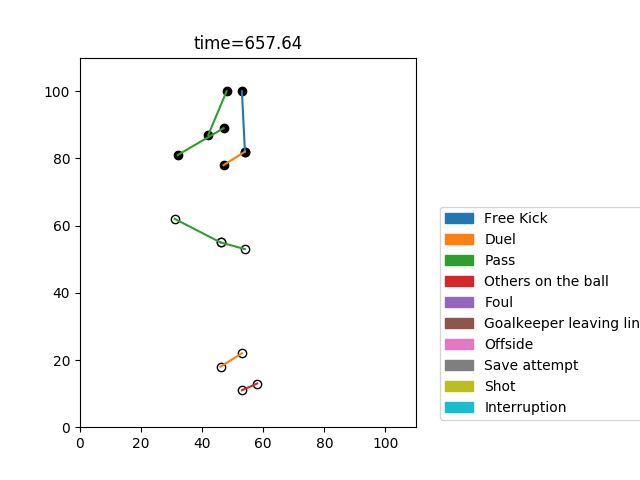 time=657.64
100
80
60
40
20
0
0 20 40 60 80 100
Free Kick
Duel
Pass
Others on the ball
Foul
Goalkeeper leaving lin
Offside
Save attempt
Shot
Interruption